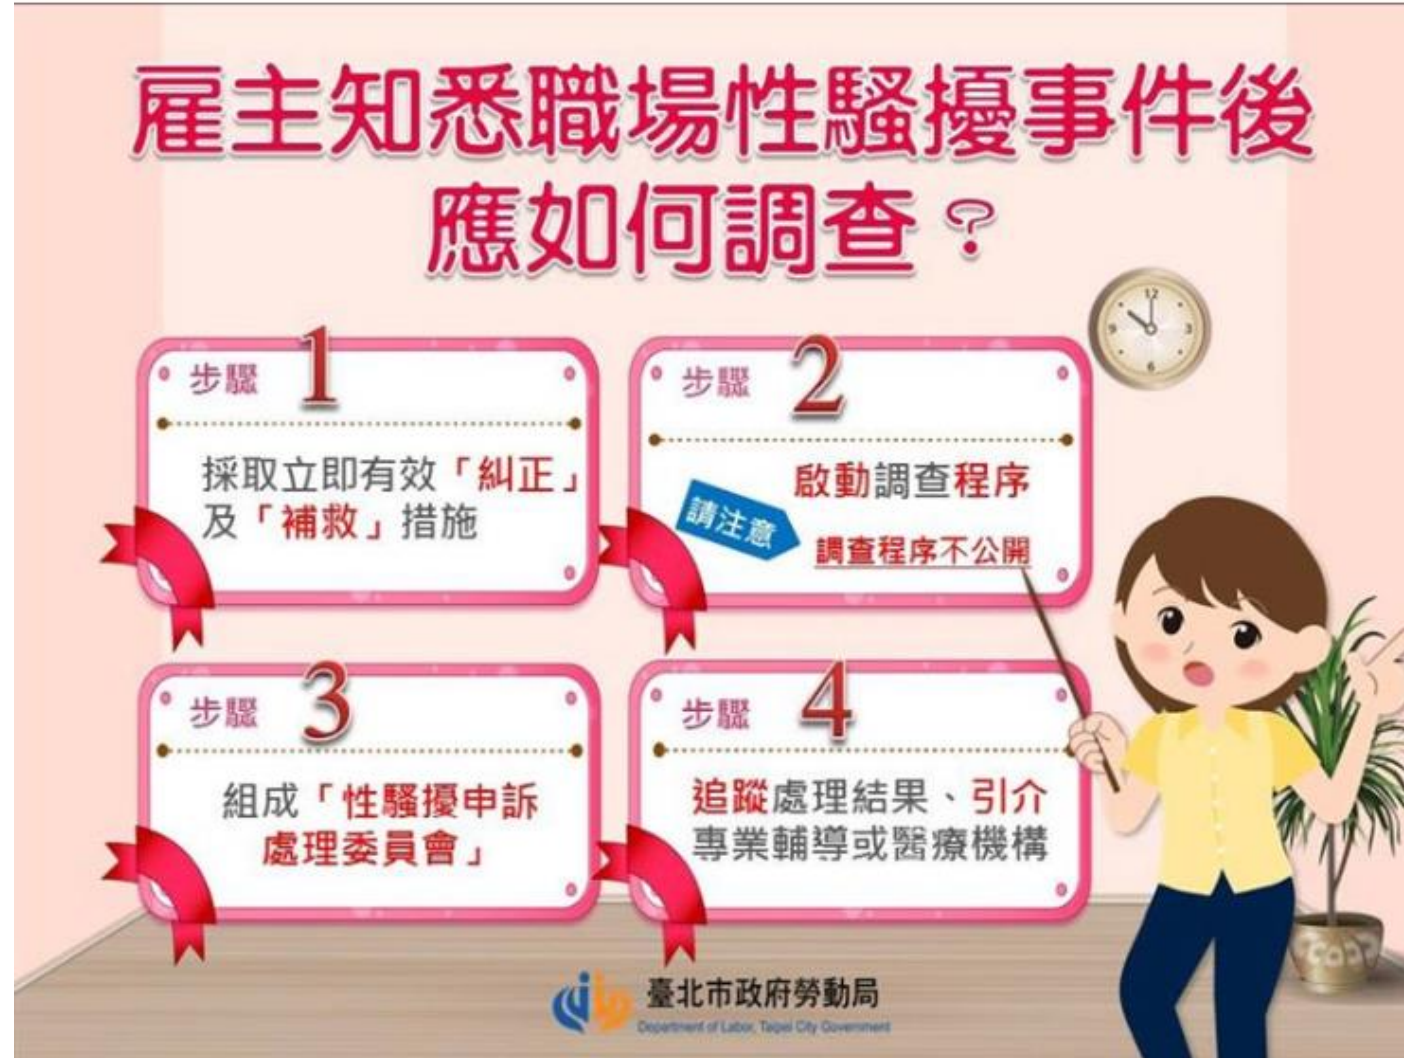 雇主知悉職場性騷擾事件後
應如何調查？
步驟 1
採取立即有效「糾正」
及「補救」措施
步驟 2
啟動調查程序
請注意
調查程序不公開
步驟 3
組成「性騷擾申訴
處理委員會」
步驟 4
追蹤處理結果、引介
專業輔導或醫療機構
12
3
6
9
臺北市政府勞動局
Department of Labor, Taipei City Government